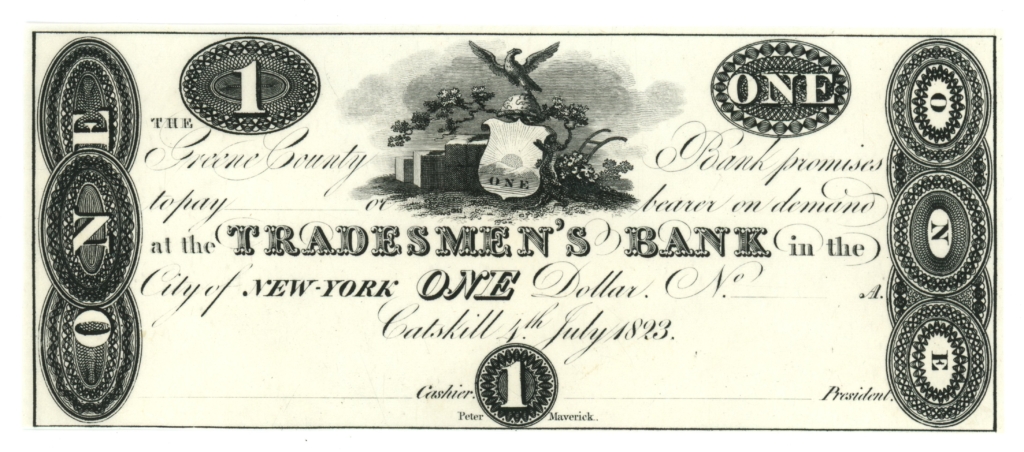 1
ONE
THE
Greene County Bank promises
ONE
to pay or bearer on demand
at the TRADESMEN'S BANK in the
City of NEW-YORK ONE Dollar. No. A.
Catskill 4th July 1823.
Cashier. 1 President.
Peter Maverick.
ONE
ONE